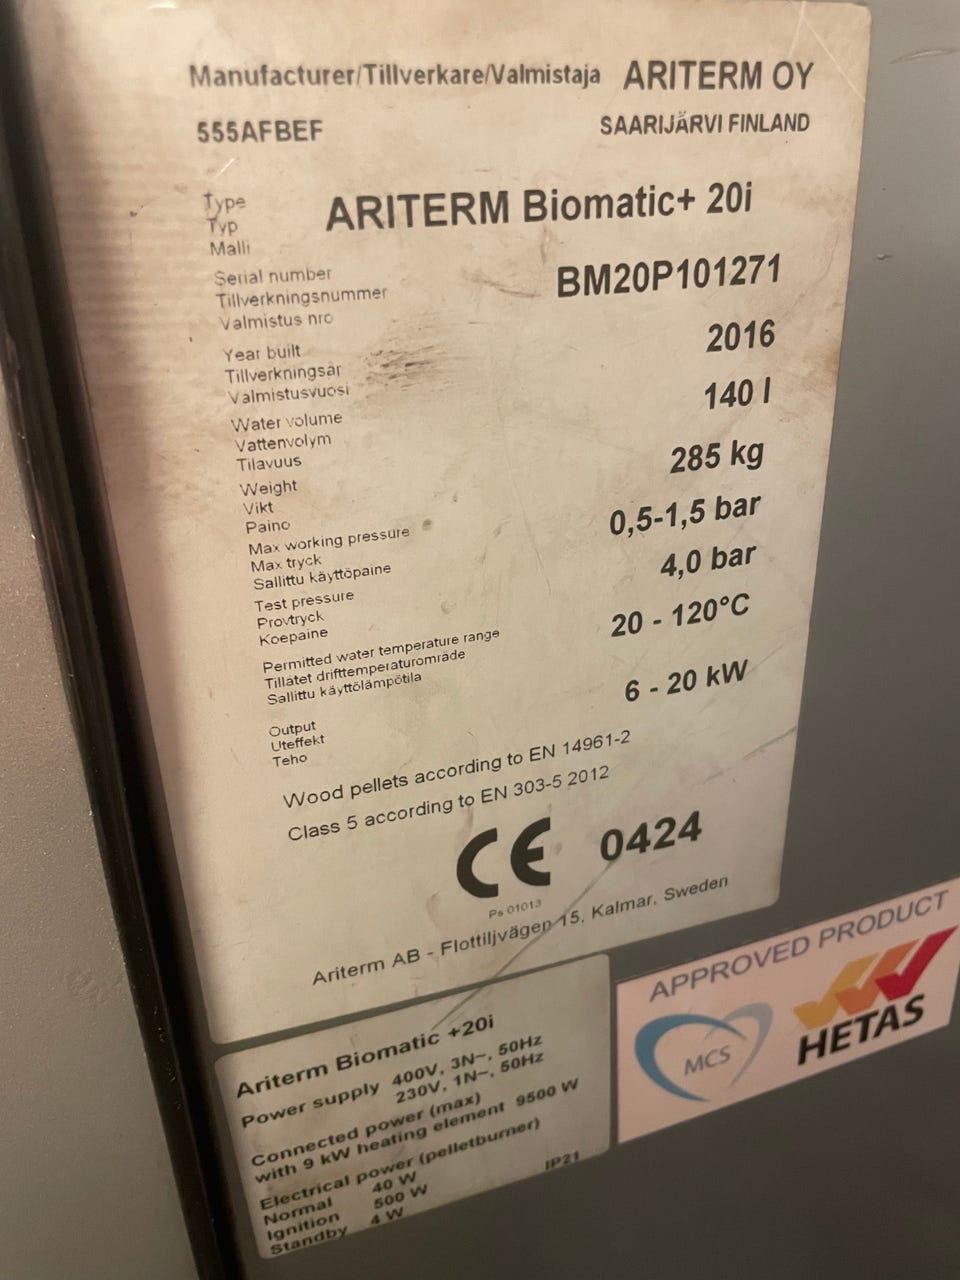 Manufacturer/Tillverkare/Valmistaja ARITERM OY
555AFBEF SAARIJÄRVI FINLAND
Type
Typ ARITERM Biomatic+ 20i
Malli
Serial number
Tillverkningsnummer BM20P101271
Valmistus nro
Year built 2016
Tillverkningsår
Valmistusvuosi
Water volume 140 l
Vattenvolym
Tilavuus
Weight 285 kg
Vikt
Paino
Max working pressure 0,5-1,5 bar
Max tryck
Sallittu käyttöpaine
Test pressure 4,0 bar
Provtryck
Koepaine
Permitted water temperature range 20 - 120°C
Tillåtet drifttemperaturområde
Sallittu käyttölämpötila
Output 6 - 20 kW
Uteffekt
Teho
Wood pellets according to EN 14961-2
Class 5 according to EN 303-5 2012
CE 0424
Ps 01013
Ariterm AB - Flottiljvägen 15, Kalmar, Sweden
Ariterm Biomatic +20i
Power supply 400V, 3N~, 50Hz
230V, 1N~, 50Hz
Connected power (max)
with 9 kW heating element 9500 W
Electrical power (pelletburner)
Normal 40 W IP21
Ignition 500 W
Standby 4 W
APPROVED PRODUCT
MCS
HETAS